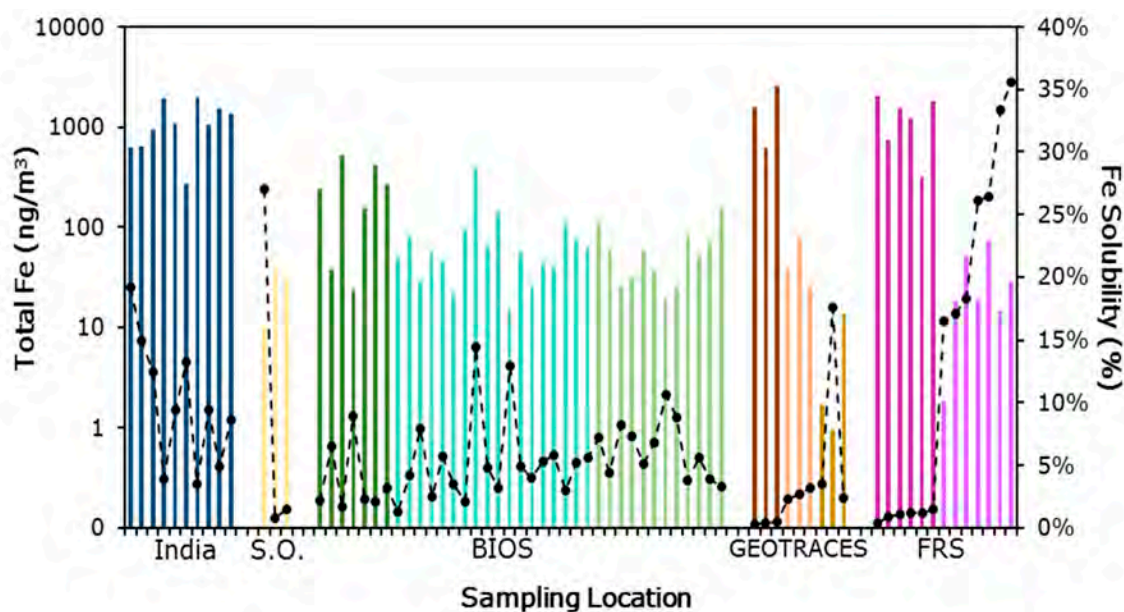 10000
1000
100
10
1
0
Total Fe (ng/m³)
40%
35%
30%
25%
20%
15%
10%
5%
0%
Fe Solubility (%)
India
S.O.
BIOS
GEOTRACES
FRS
Sampling Location